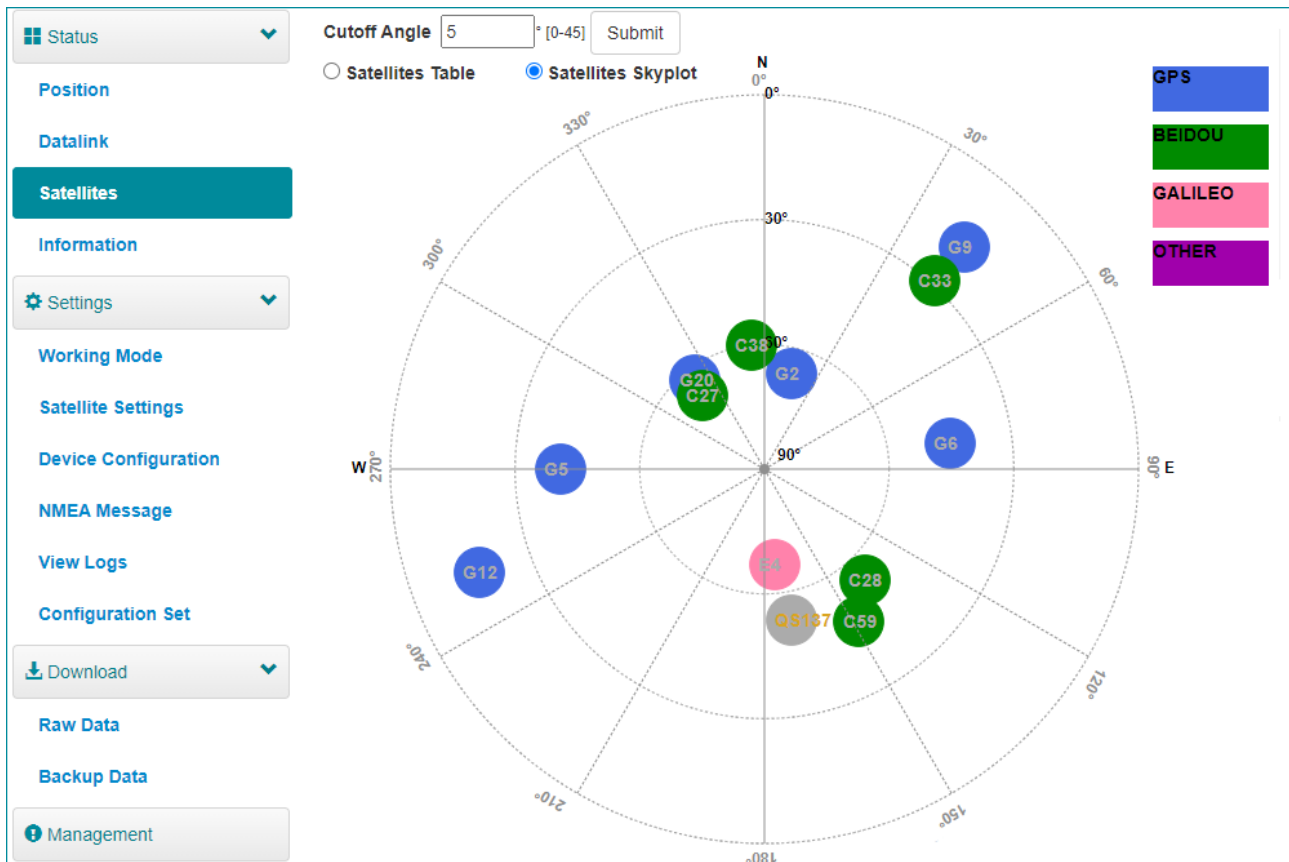 Status
Position
Datalink
Satellites
Information
Settings
Working Mode
Satellite Settings
Device Configuration
NMEA Message
View Logs
Configuration Set
Download
Raw Data
Backup Data
Management
Cutoff Angle 5 ° [0-45] Submit
Satellites Table Satellites Skyplot
N
0°
0°
330° 30°
30°
300° 60°
60°
90°
W 270° 90° E
240° 120°
210° 150°
180°
G9
C33
C38
G2
G20
C27
G6
G5
E4
G12
C28
QS137
C59
GPS
BEIDOU
GALILEO
OTHER